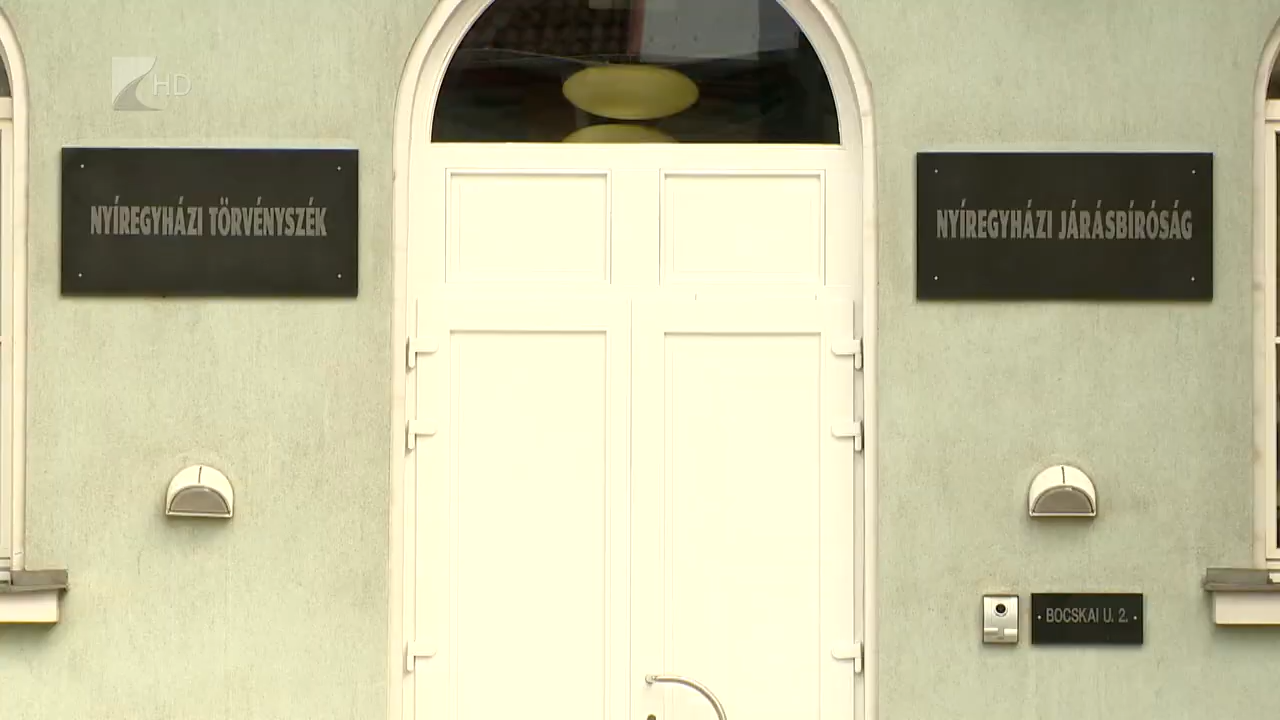 HD
NYÍREGYHÁZI TÖRVÉNYSZÉK
NYÍREGYHÁZI JÁRÁSBÍRÓSÁG
BOCSKAI U. 2.